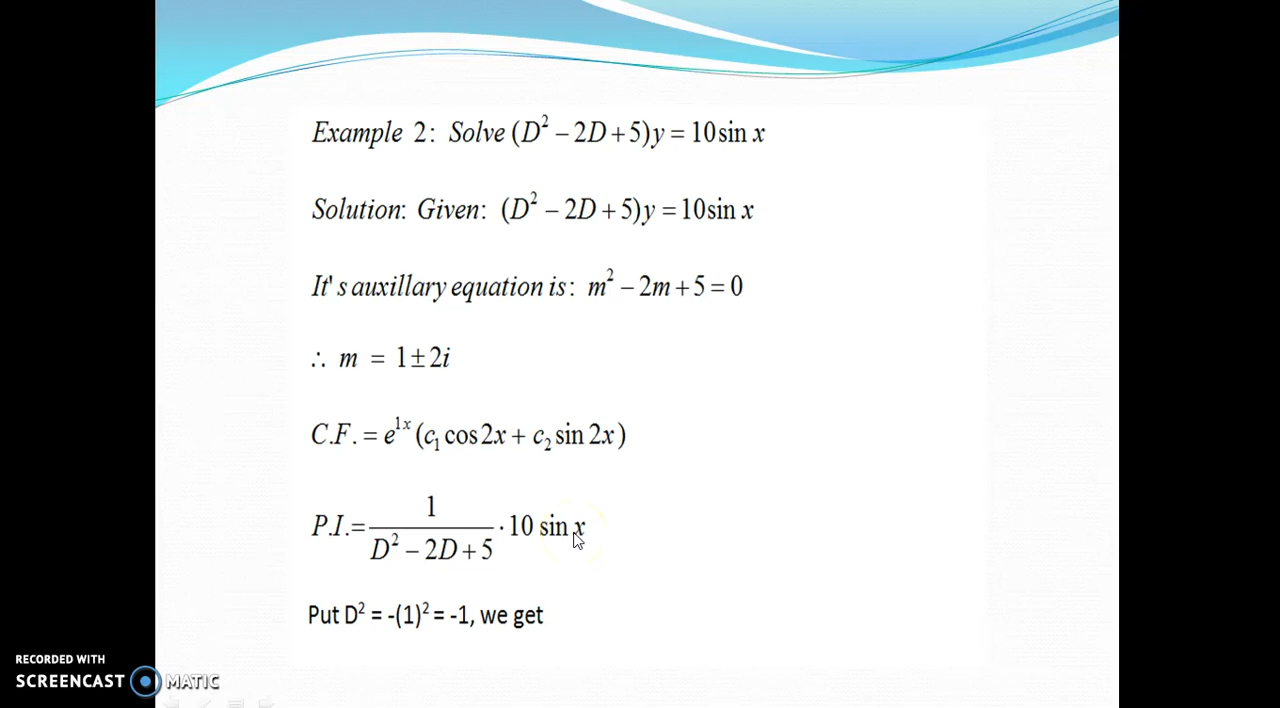 Example 2: Solve (D² − 2D + 5)y = 10 sin x
Solution: Given: (D² − 2D + 5)y = 10 sin x
It's auxillary equation is: m² − 2m + 5 = 0
∴ m = 1 ± 2i
C.F. = e^{1x} (c₁ cos 2x + c₂ sin 2x)
P.I. = \frac{1}{D² − 2D + 5} · 10 sin x
Put D² = -(1)² = -1, we get
RECORDED WITH
SCREENCAST MATIC